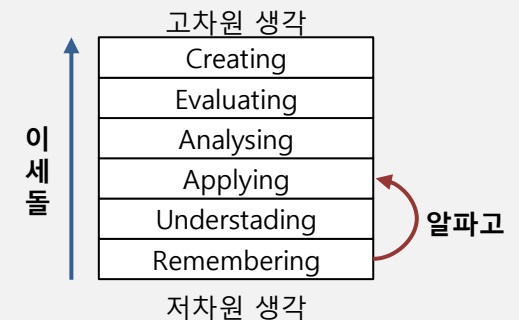 고차원 생각
Creating
Evaluating
Analysing
Applying
Understading
Remembering
저차원 생각
이세돌
알파고